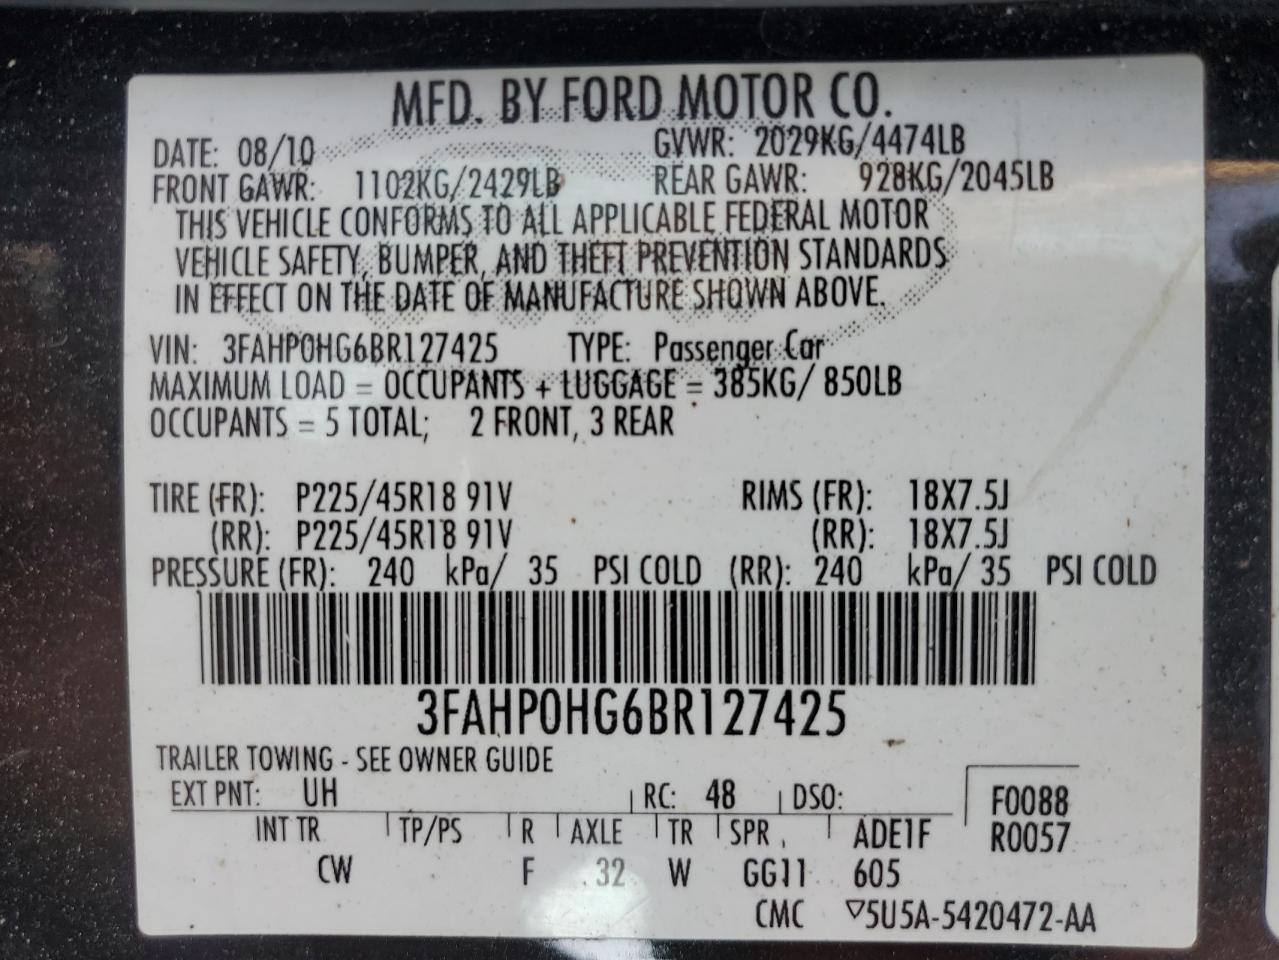 MFD. BY FORD MOTOR CO.
DATE: 08/10 GVWR: 2029KG/4474LB
FRONT GAWR: 1102KG/2429LB REAR GAWR: 928KG/2045LB
THIS VEHICLE CONFORMS TO ALL APPLICABLE FEDERAL MOTOR
VEHICLE SAFETY, BUMPER, AND THEFT PREVENTION STANDARDS
IN EFFECT ON THE DATE OF MANUFACTURE SHOWN ABOVE.
VIN: 3FAHP0HG6BR127425 TYPE: Passenger Car
MAXIMUM LOAD = OCCUPANTS + LUGGAGE = 385KG/ 850LB
OCCUPANTS = 5 TOTAL; 2 FRONT, 3 REAR
TIRE (FR): P225/45R18 91V RIMS (FR): 18X7.5J
(RR): P225/45R18 91V (RR): 18X7.5J
PRESSURE (FR): 240 kPa/ 35 PSI COLD (RR): 240 kPa/ 35 PSI COLD
3FAHP0HG6BR127425
TRAILER TOWING - SEE OWNER GUIDE
EXT PNT: UH RC: 48 DSO: F0088
INT TR TP/PS R AXLE TR SPR ADE1F R0057
CW F 32 W GG11 605
CMC ▽5U5A-5420472-AA